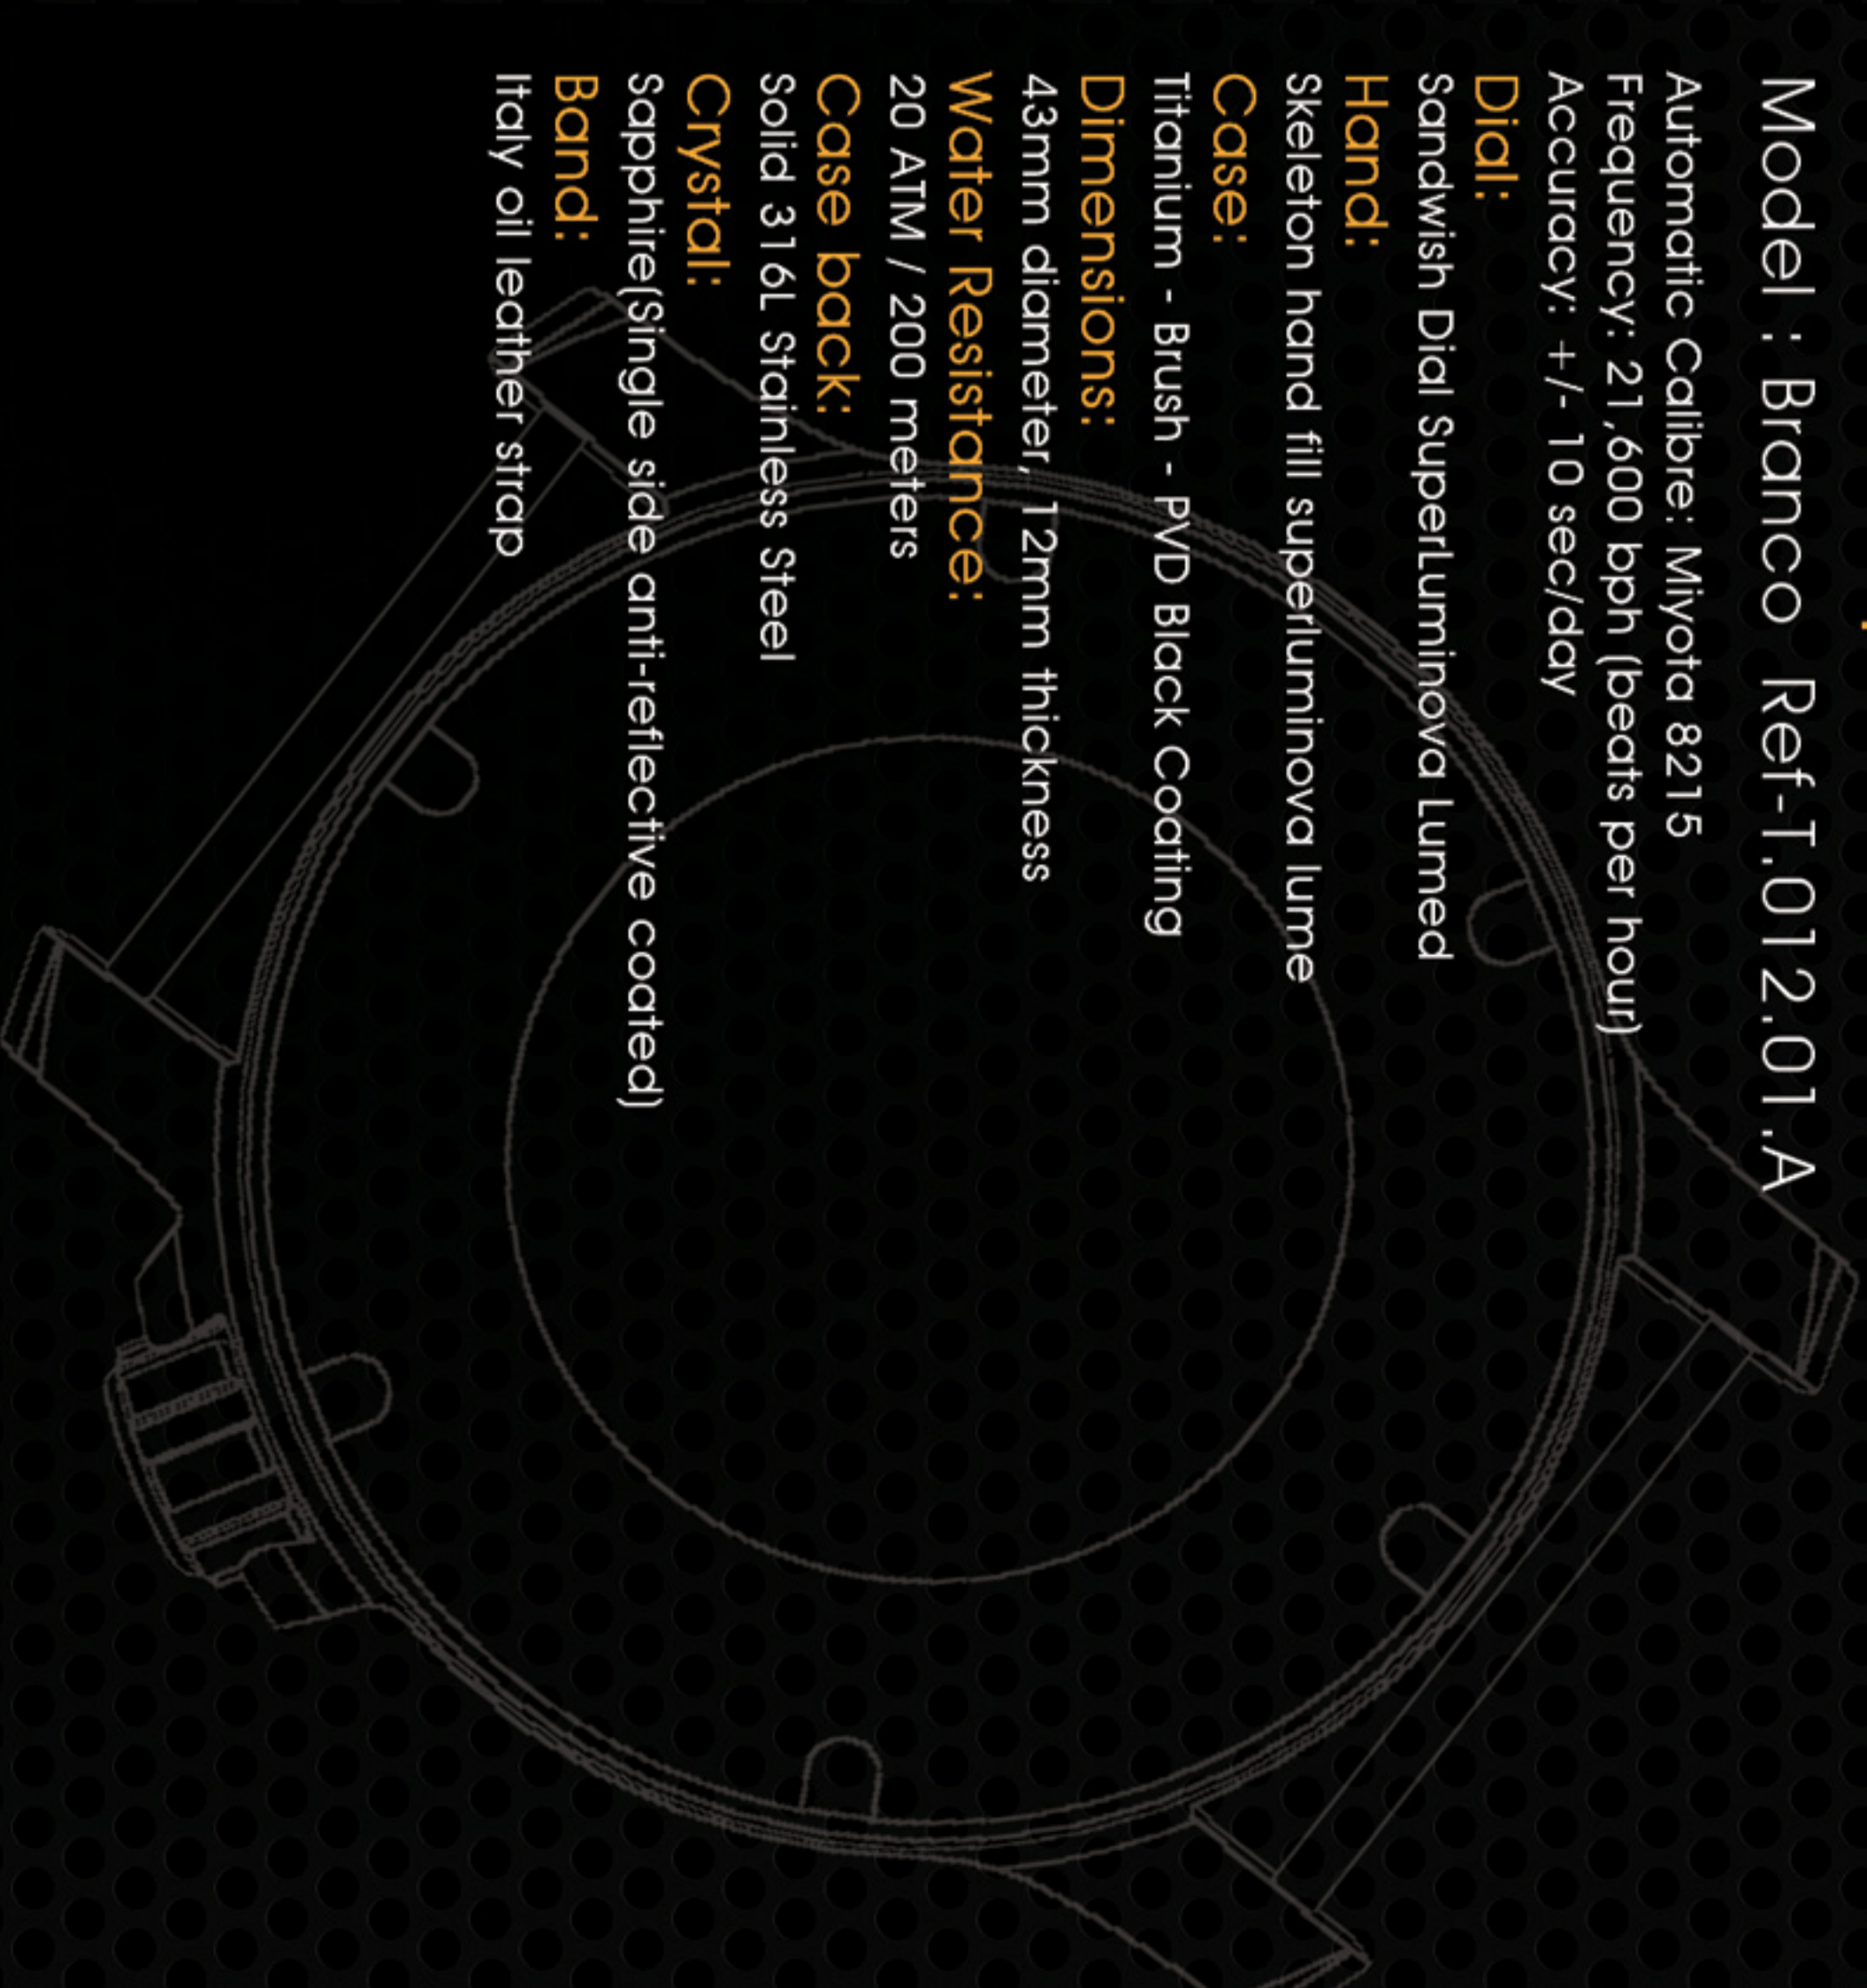 Model : Branco Ref-T.012.01.A
Automatic Calibre: Miyota 8215
Frequency: 21,600 bph (beats per hour)
Accuracy: +/- 10 sec/day
Dial:
Sandwish Dial SuperLuminova Lumed
Hand:
Skeleton hand fill superluminova lume
Case:
Titanium - Brush - PVD Black Coating
Dimensions:
43mm diameter,12mm thickness
Water Resistance:
20 ATM / 200 meters
Case back:
Solid 316L Stainless Steel
Crystal:
Sapphire(Single side anti-reflective coated)
Band:
Italy oil leather strap